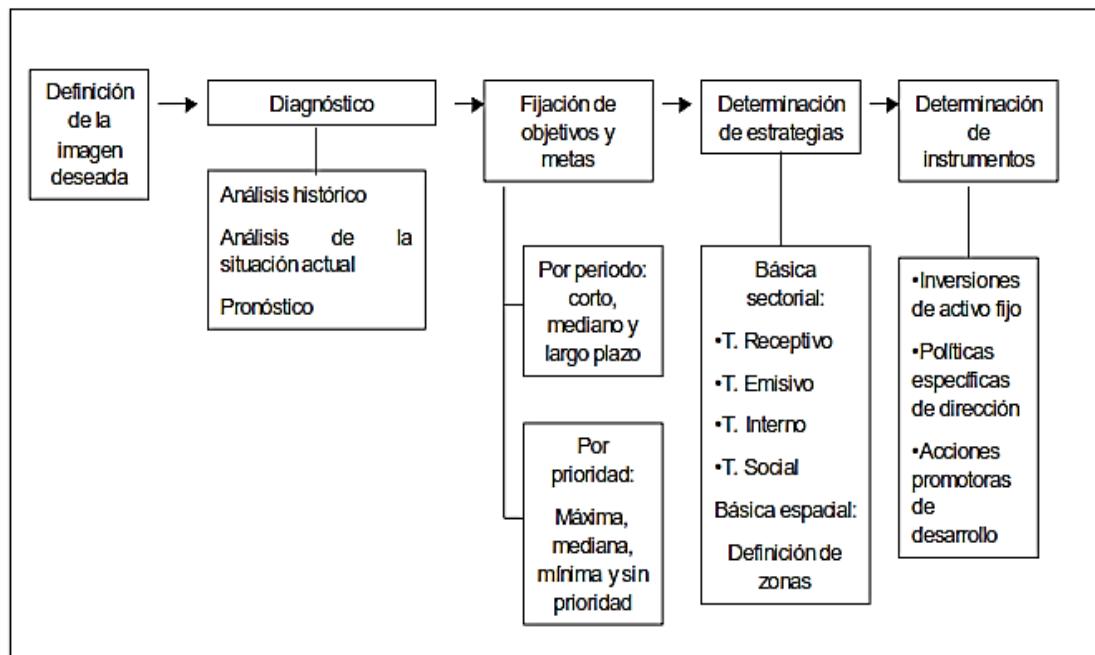 Definición
de la
imagen
deseada
Diagnóstico
Análisis histórico
Análisis de la
situación actual
Pronóstico
Fijación de
objetivos y
metas
Por periodo:
corto,
mediano y
largo plazo
Por
prioridad:
Máxima,
mediana,
mínima y sin
prioridad
Determinación
de estrategias
Básica
sectorial:
•T. Receptivo
•T. Emisivo
•T. Interno
•T. Social
Básica espacial:
Definición de
zonas
Determinación
de
instrumentos
•Inversiones
de activo fijo
•Políticas
específicas
de dirección
•Acciones
promotoras
de
desarrollo